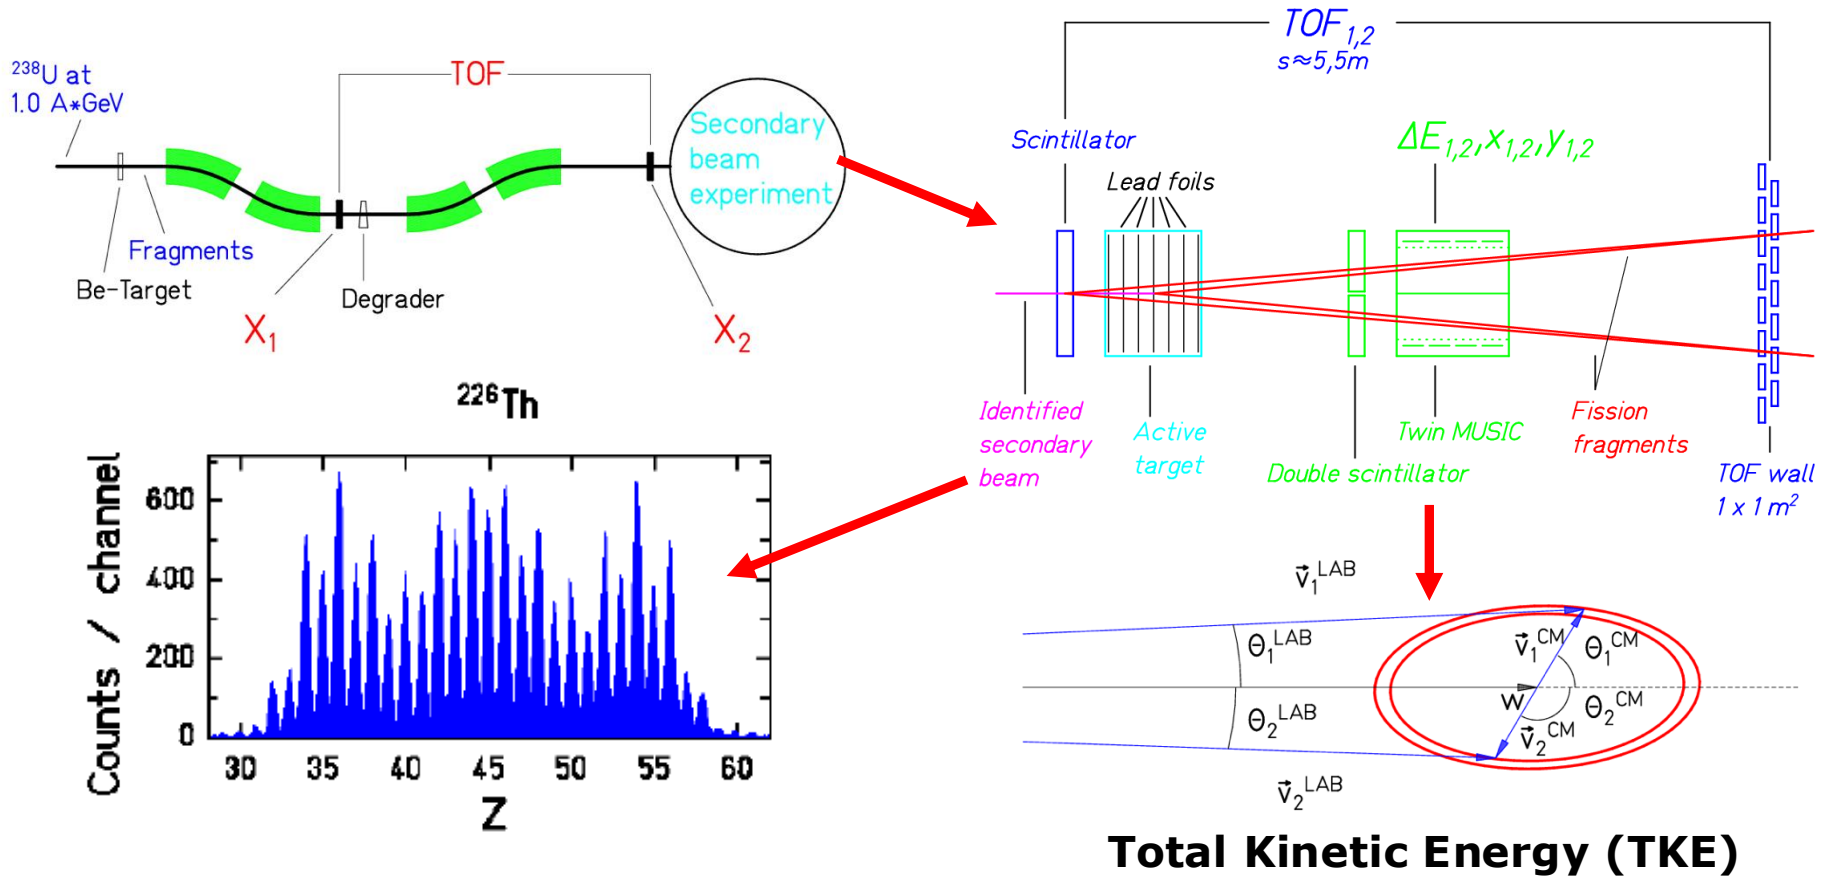 ²³⁸U at
1.0 A*GeV
TOF
Secondary
beam
experiment
Fragments
Be-Target
Degrader
X₁
X₂
TOF₁,₂
s≈5,5m
Scintillator
ΔE₁,₂,x₁,₂,y₁,₂
Lead foils
Identified
secondary
beam
Active
target
Twin MUSIC
Double scintillator
Fission
fragments
TOF wall
1 x 1 m²
²²⁶Th
Counts / channel
600
400
200
0
30 35 40 45 50 55 60
Z
v⃗₁ᴸᴬᴮ
Θ₁ᴸᴬᴮ
v⃗₁ᶜᴹ
Θ₁ᶜᴹ
w
Θ₂ᴸᴬᴮ
v⃗₂ᶜᴹ
Θ₂ᶜᴹ
v⃗₂ᴸᴬᴮ
Total Kinetic Energy (TKE)